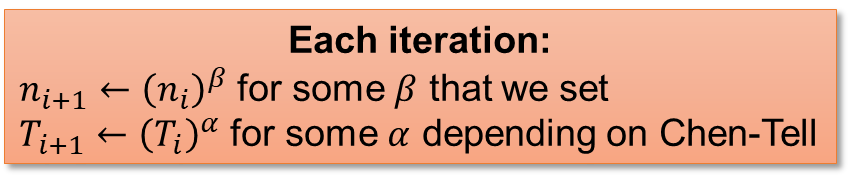 Each iteration:
n_{i+1} ← (n_i)^β for some β that we set
T_{i+1} ← (T_i)^α for some α depending on Chen-Tell